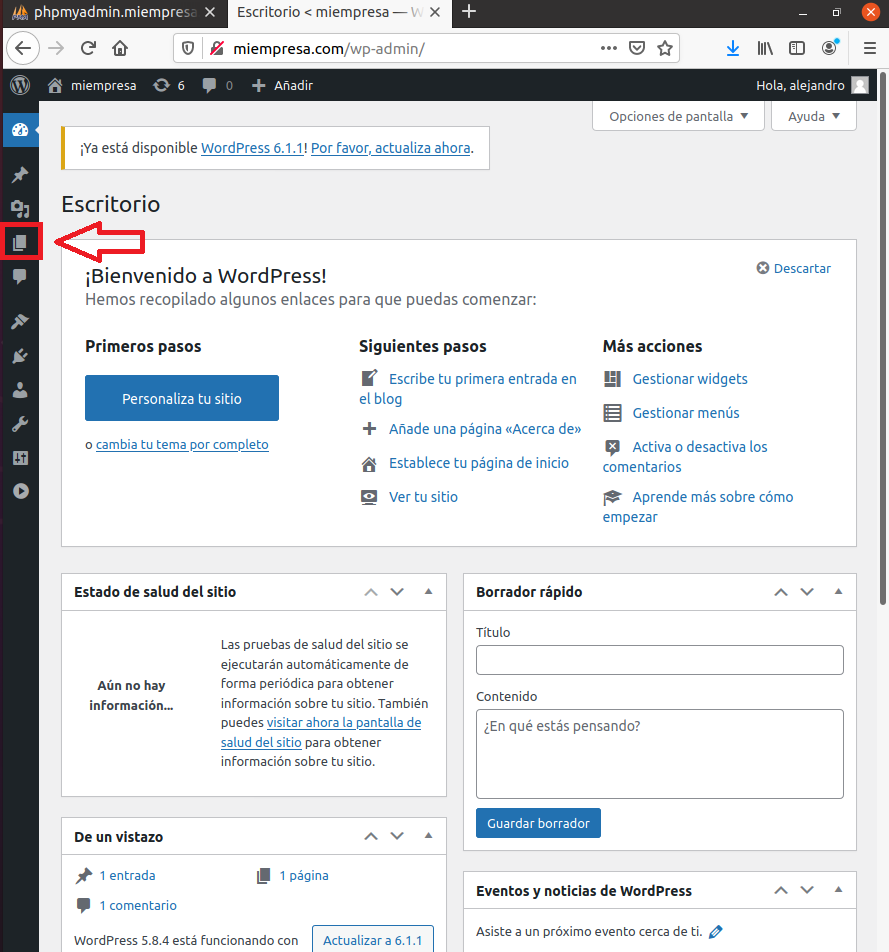 phpmyadmin.miempresa
Escritorio < miempresa — W
miempresa.com/wp-admin/
miempresa
6
0
Añadir
Hola, alejandro
Opciones de pantalla
Ayuda
¡Ya está disponible WordPress 6.1.1! Por favor, actualiza ahora.
Escritorio
¡Bienvenido a WordPress!
Descartar
Hemos recopilado algunos enlaces para que puedas comenzar:
Primeros pasos
Personaliza tu sitio
o cambia tu tema por completo
Siguientes pasos
Escribe tu primera entrada en
el blog
Añade una página «Acerca de»
Establece tu página de inicio
Ver tu sitio
Más acciones
Gestionar widgets
Gestionar menús
Activa o desactiva los
comentarios
Aprende más sobre cómo
empezar
Estado de salud del sitio
Aún no hay
información...
Las pruebas de salud del sitio se
ejecutarán automáticamente de
forma periódica para obtener
información sobre tu sitio. También
puedes visitar ahora la pantalla de
salud del sitio para obtener
información sobre tu sitio.
Borrador rápido
Título
Contenido
¿En qué estás pensando?
Guardar borrador
De un vistazo
1 entrada
1 página
1 comentario
WordPress 5.8.4 está funcionando con
Actualizar a 6.1.1
Eventos y noticias de WordPress
Asiste a un próximo evento cerca de ti.